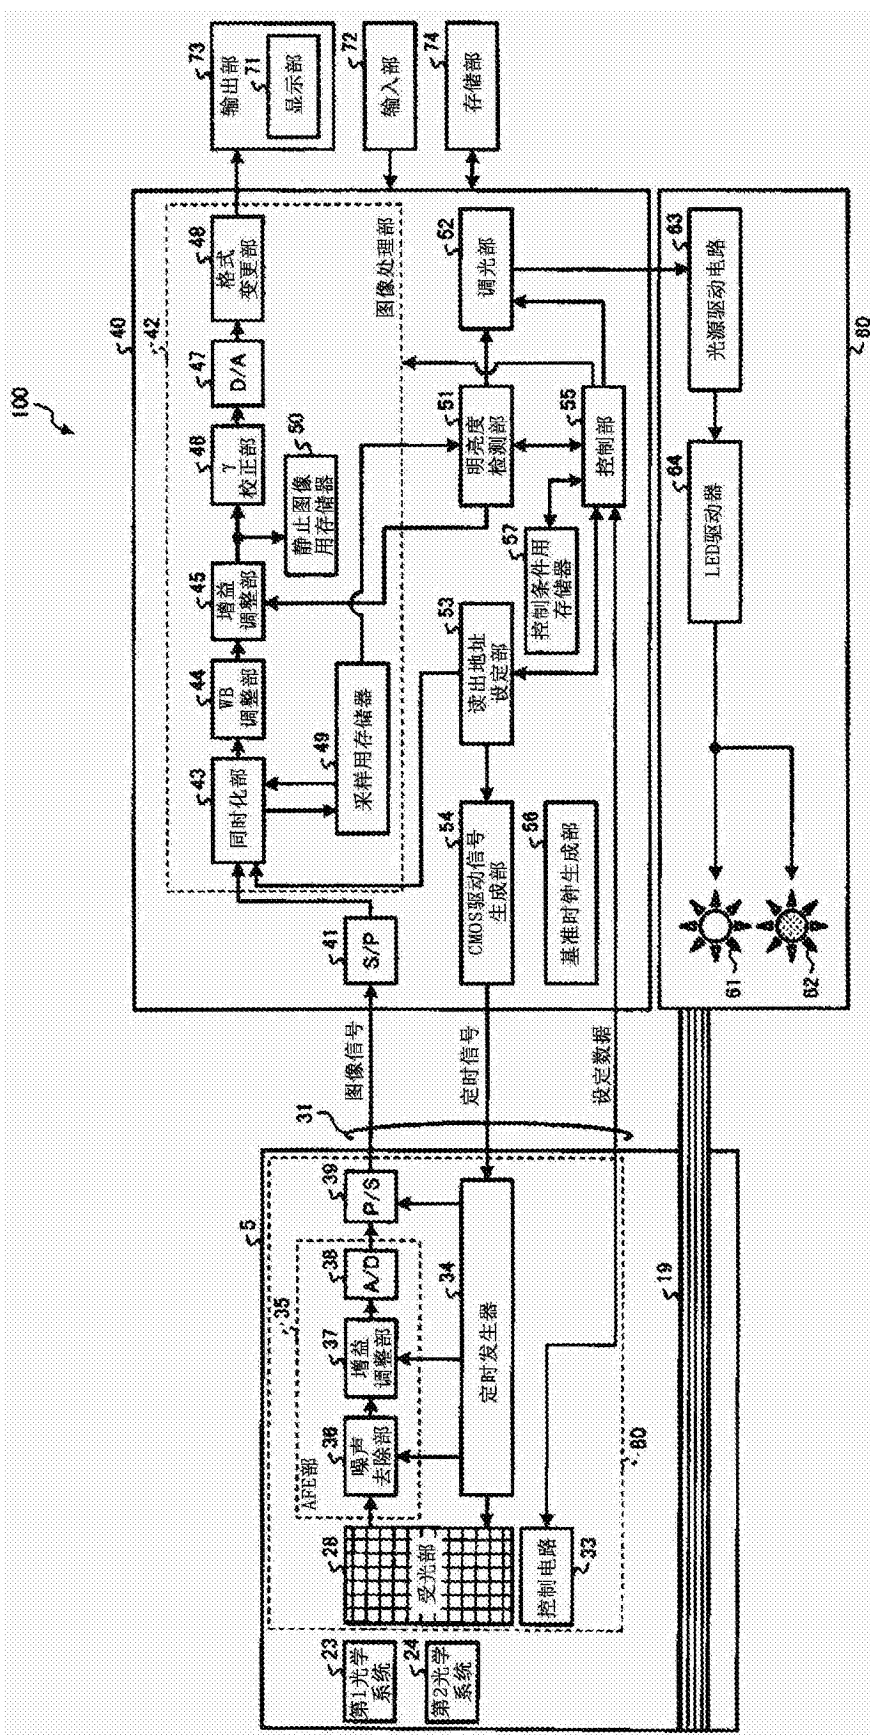 100
5
23
第1光学
系统
24
第2光学
系统
28
受光部
33
控制电路
80
35
AFE部
36
噪声
去除部
37
增益
调整部
38
A/D
39
P/S
34
定时发生器
19
31
图像信号
定时信号
设定数据
40
41
S/P
42
图像处理部
43
同时化部
44
WB
调整部
45
增益
调整部
46
γ
校正部
47
D/A
48
格式
变更部
49
采样用存储器
50
静止图像
用存储器
51
明亮度
检测部
52
调光部
53
读出地址
设定部
54
CMOS驱动信号
生成部
55
控制部
56
基准时钟生成部
57
控制条件用
存储器
73
输出部
71
显示部
72
输入部
74
存储部
60
61
62
63
光源驱动电路
64
LED驱动器